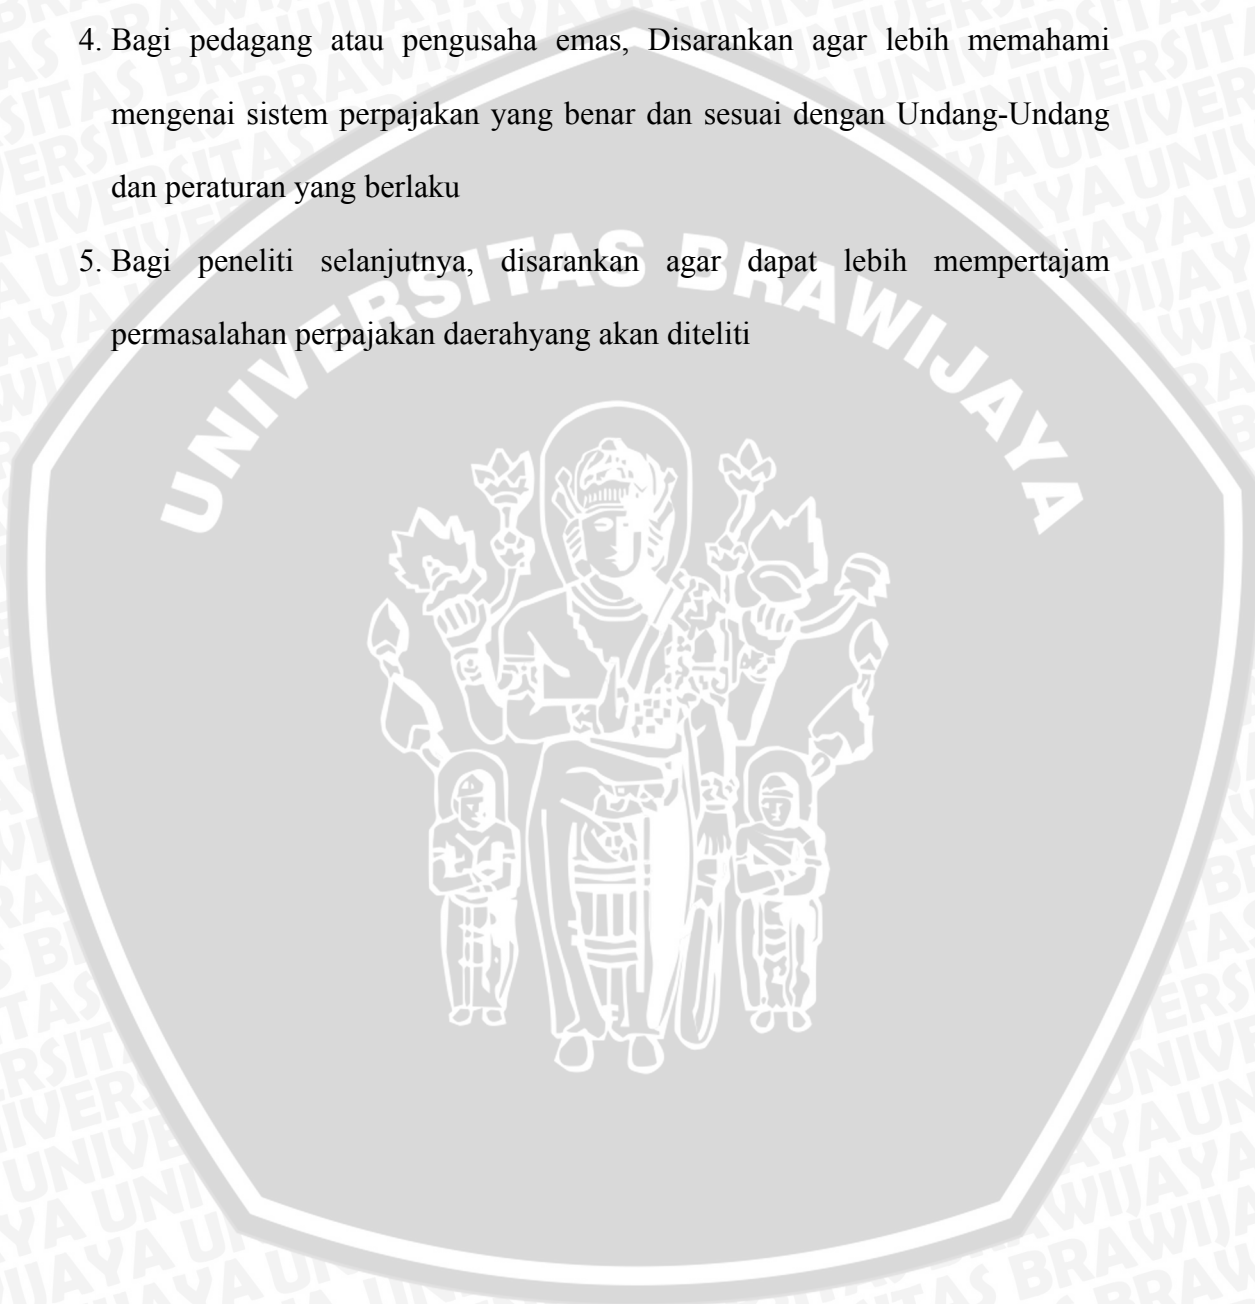 4. Bagi pedagang atau pengusaha emas, Disarankan agar lebih memahami
mengenai sistem perpajakan yang benar dan sesuai dengan Undang-Undang
dan peraturan yang berlaku
5. Bagi peneliti selanjutnya, disarankan agar dapat lebih mempertajam
permasalahan perpajakan daerahyang akan diteliti
UNIVERSITAS BRAWIJAYA